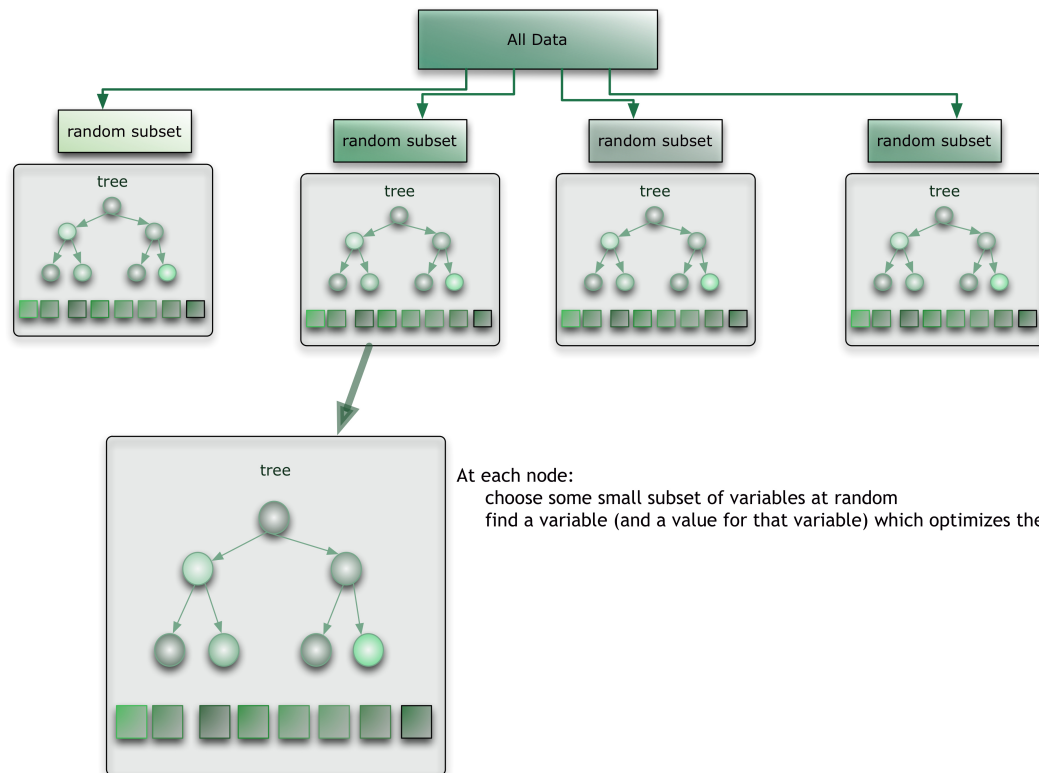 All Data
random subset
random subset
random subset
random subset
tree
tree
tree
tree
tree
At each node:
choose some small subset of variables at random
find a variable (and a value for that variable) which optimizes the